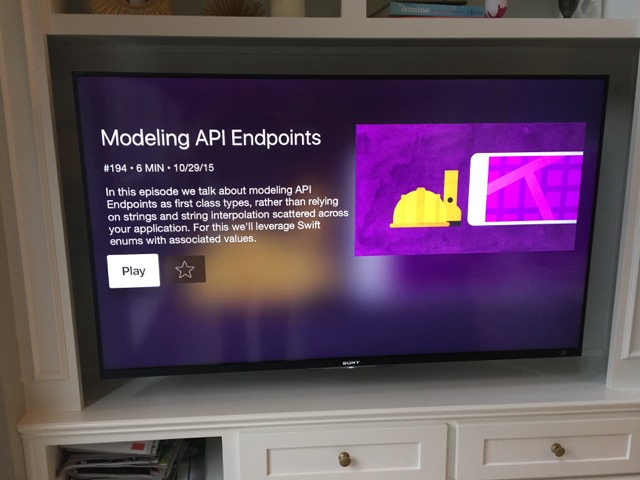 domino
Modeling API Endpoints
#194 • 6 MIN • 10/29/15
In this episode we talk about modeling API
Endpoints as first class types, rather than relying
on strings and string interpolation scattered across
your application. For this we'll leverage Swift
enums with associated values.
Play
SONY